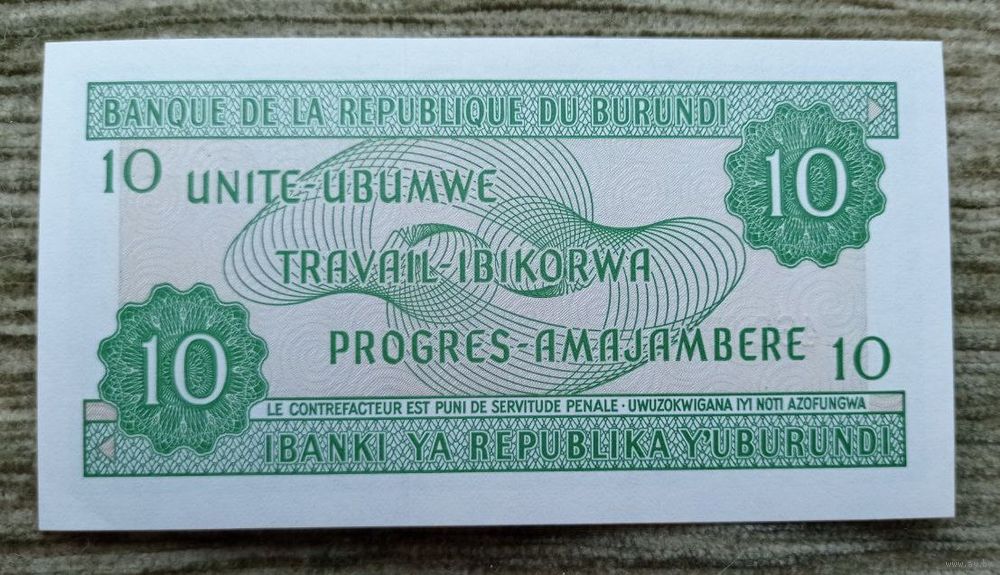 BANQUE DE LA REPUBLIQUE DU BURUNDI
10
10
UNITE-UBUMWE
TRAVAIL-IBIKORWA
PROGRES-AMAJAMBERE
10
10
LE CONTREFACTEUR EST PUNI DE SERVITUDE PENALE · UWUZOKWIGANA IYI NOTI AZOFUNGWA
IBANKI YA REPUBLIKA Y'UBURUNDI